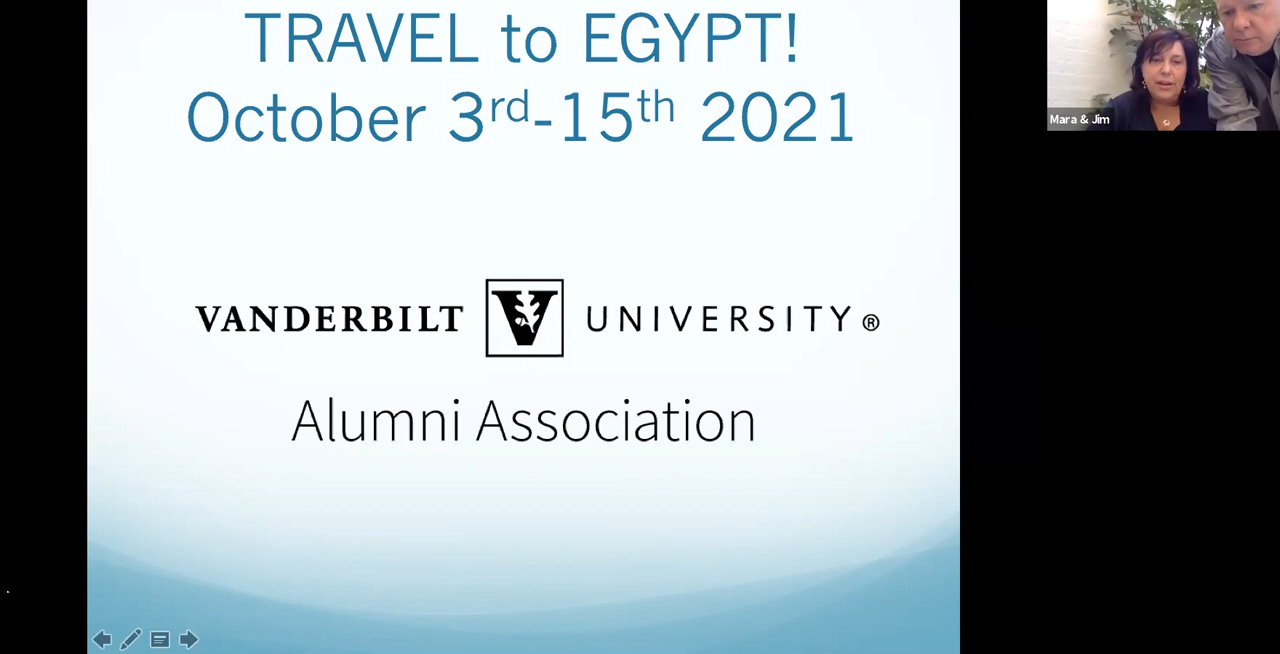 TRAVEL to EGYPT!
October 3rd-15th 2021
VANDERBILT V UNIVERSITY®
Alumni Association
Mara & Jim